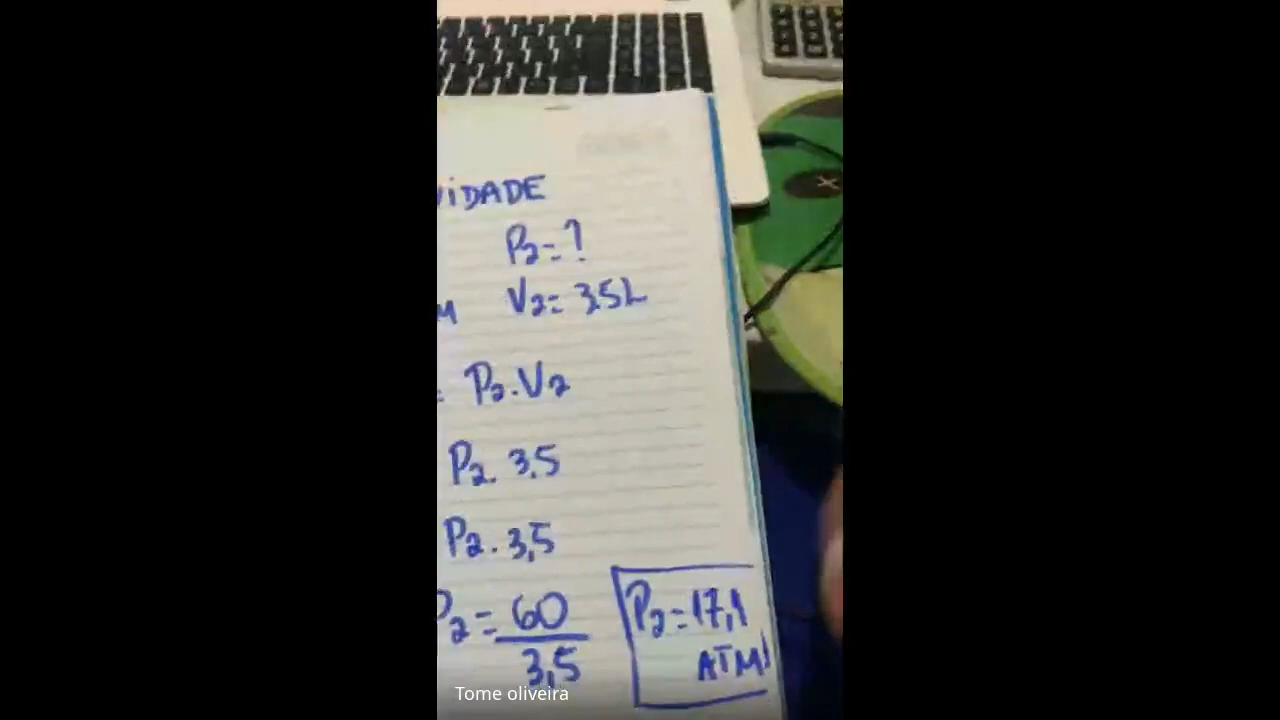 VIDADE
P2=?
M V2= 3,5L
= P2.V2
P2. 3,5
P2. 3,5
P2= 60
3,5
P2=17,1
ATM
Tome oliveira